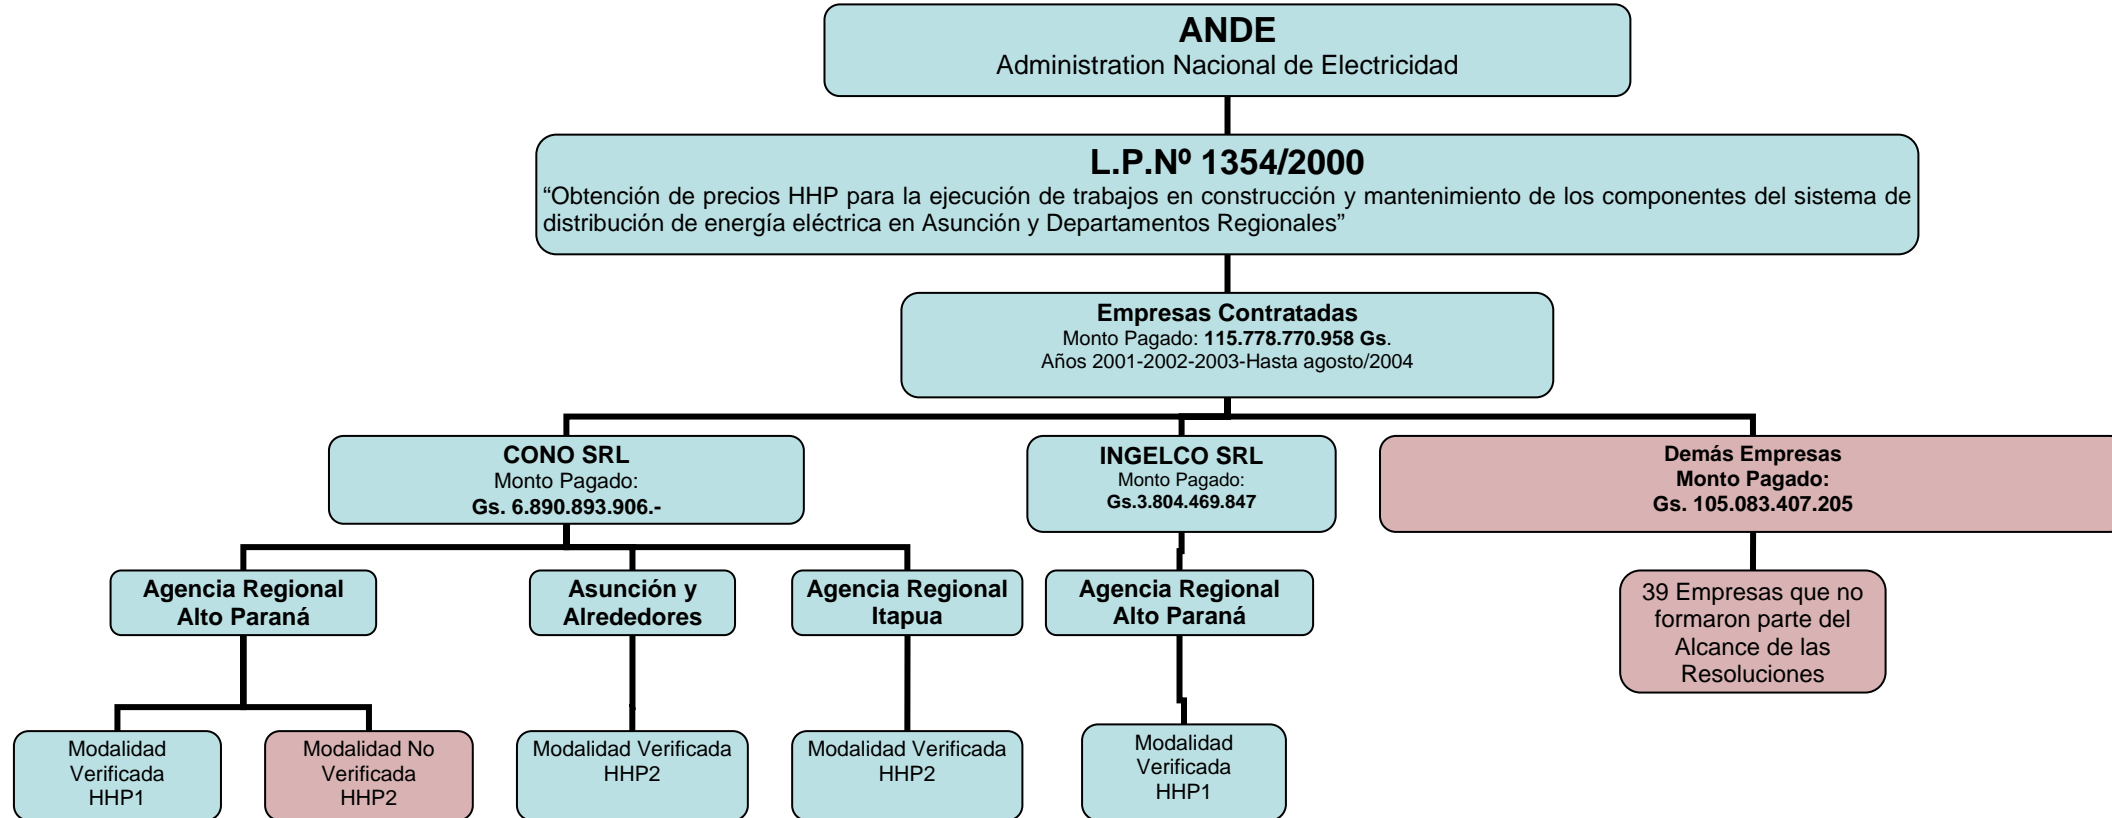 ANDE
Administration Nacional de Electricidad
L.P.Nº 1354/2000
“Obtención de precios HHP para la ejecución de trabajos en construcción y mantenimiento de los componentes del sistema de
distribución de energía eléctrica en Asunción y Departamentos Regionales”
Empresas Contratadas
Monto Pagado: 115.778.770.958 Gs.
Años 2001-2002-2003-Hasta agosto/2004
CONO SRL
Monto Pagado:
Gs. 6.890.893.906.-
INGELCO SRL
Monto Pagado:
Gs.3.804.469.847
Demás Empresas
Monto Pagado:
Gs. 105.083.407.205
Agencia Regional
Alto Paraná
Asunción y
Alrededores
Agencia Regional
Itapua
Agencia Regional
Alto Paraná
39 Empresas que no
formaron parte del
Alcance de las
Resoluciones
Modalidad
Verificada
HHP1
Modalidad No
Verificada
HHP2
Modalidad Verificada
HHP2
Modalidad Verificada
HHP2
Modalidad
Verificada
HHP1